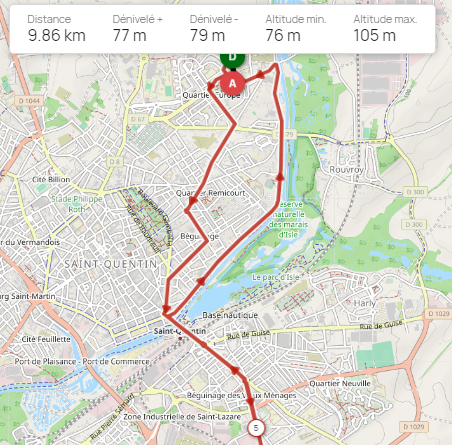 Distance
9.86 km
Dénivelé +
77 m
Dénivelé -
79 m
Altitude min.
76 m
Altitude max.
105 m
D
A
Quartier Europe
D 1044
D 67
D 8
Rouvroy
Cité Billion
Stade Philippe
Roth
Quartier Remicourt
D 300
D 300
naturelle
des marais
d'Isle
r du Vermandois
SAINT-QUENTIN
Le parc d'Isle
rg Saint-Martin
Harly
D 1029
Base nautique
Saint-Quentin
Rue de Guise
Rue de Guise
Cité Feuillette
Port de Plaisance - Port de Commerce
Quartier Neuville
Béguinage des Vieux Ménages
Zone Industrielle de Saint-Lazare
5
D 1029